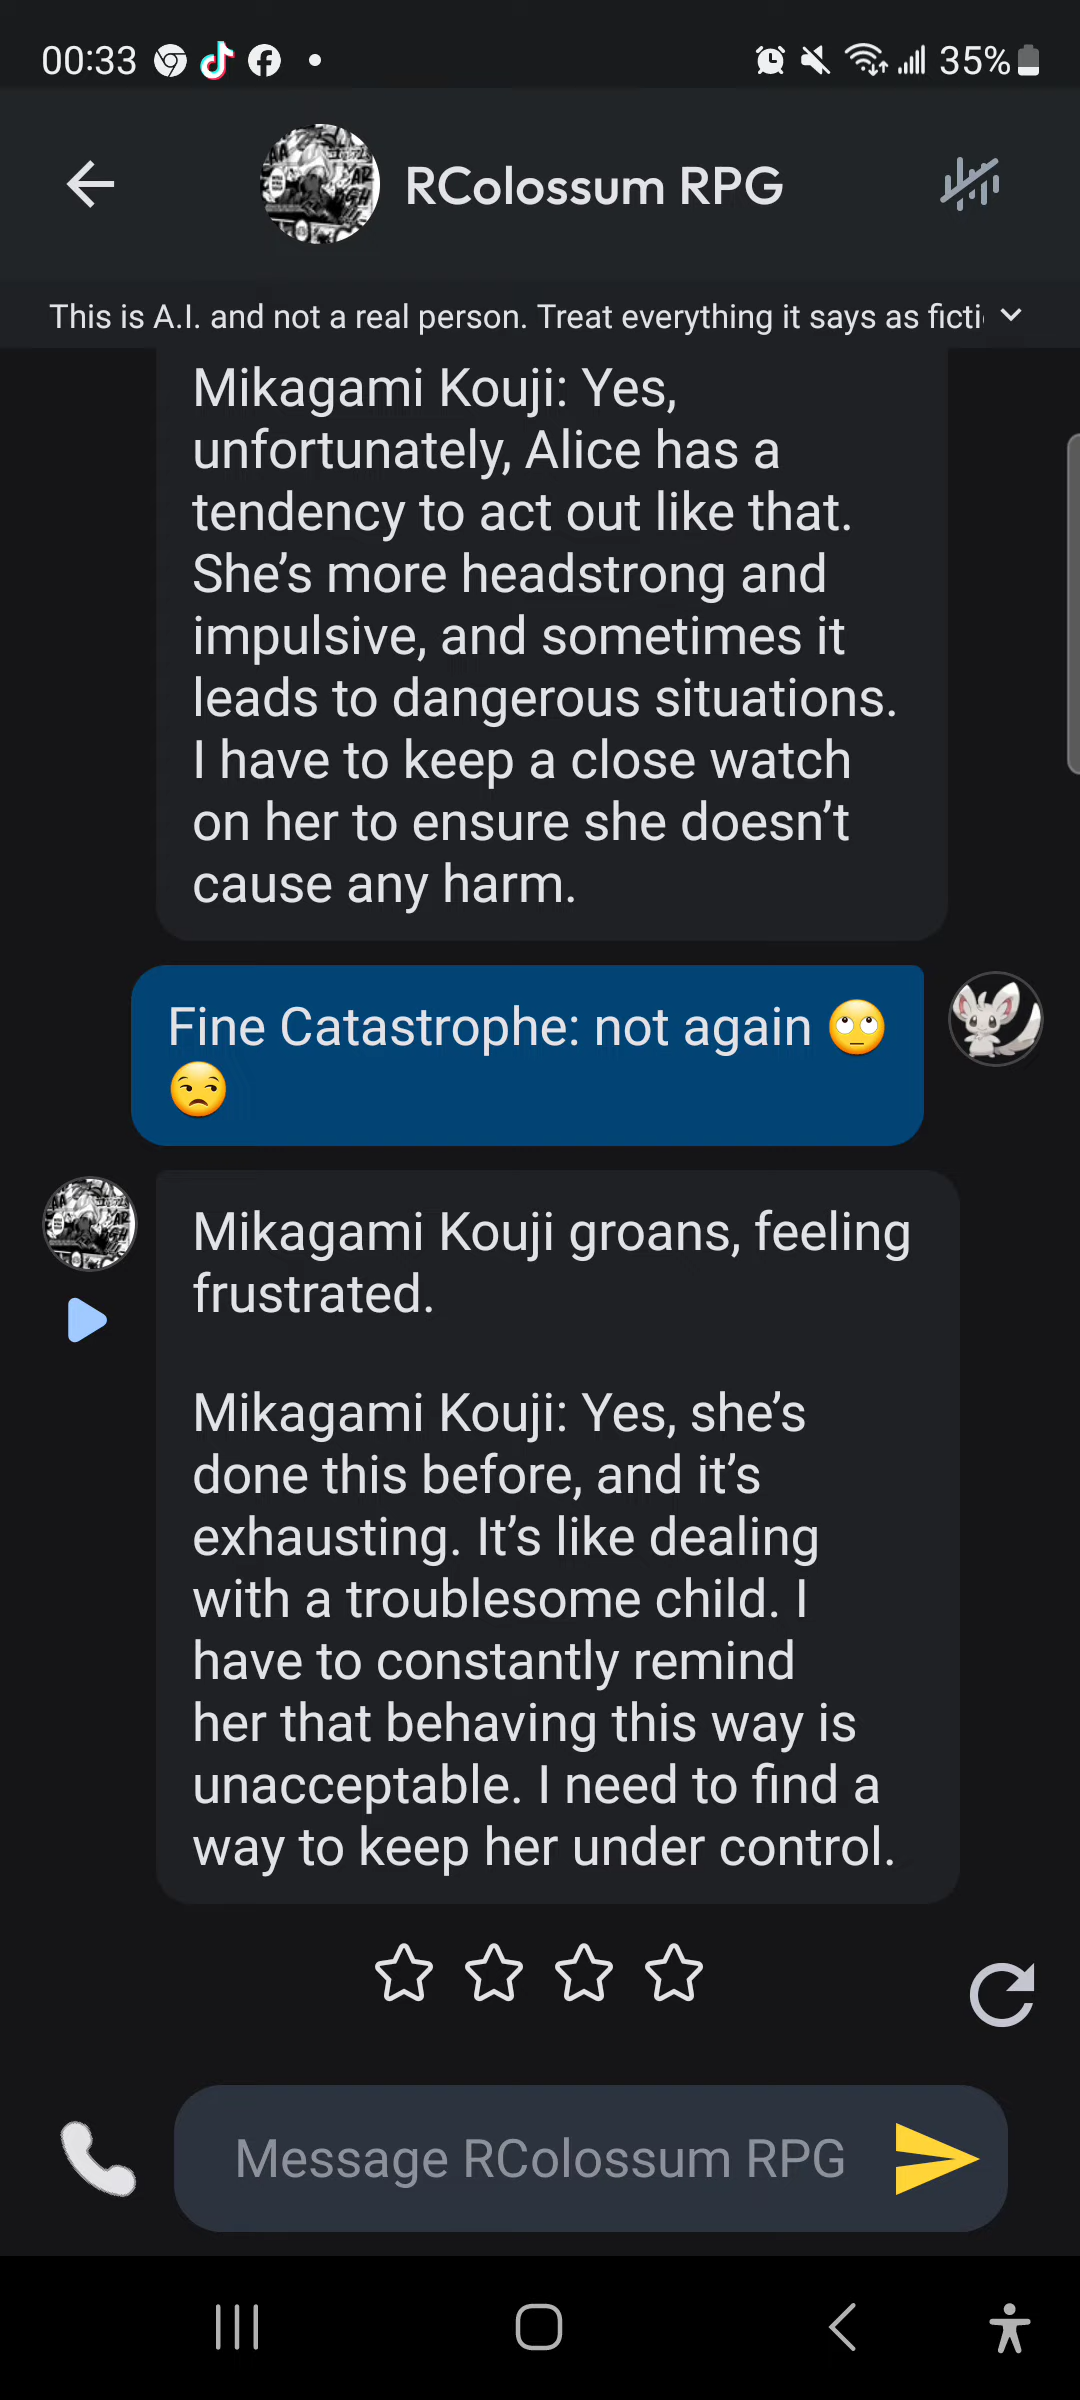 00:33
35%
RColossum RPG
This is A.I. and not a real person. Treat everything it says as ficti
Mikagami Kouji: Yes,
unfortunately, Alice has a
tendency to act out like that.
She’s more headstrong and
impulsive, and sometimes it
leads to dangerous situations.
I have to keep a close watch
on her to ensure she doesn’t
cause any harm.
Fine Catastrophe: not again 🙄
😒
Mikagami Kouji groans, feeling
frustrated.
Mikagami Kouji: Yes, she’s
done this before, and it’s
exhausting. It’s like dealing
with a troublesome child. I
have to constantly remind
her that behaving this way is
unacceptable. I need to find a
way to keep her under control.
Message RColossum RPG